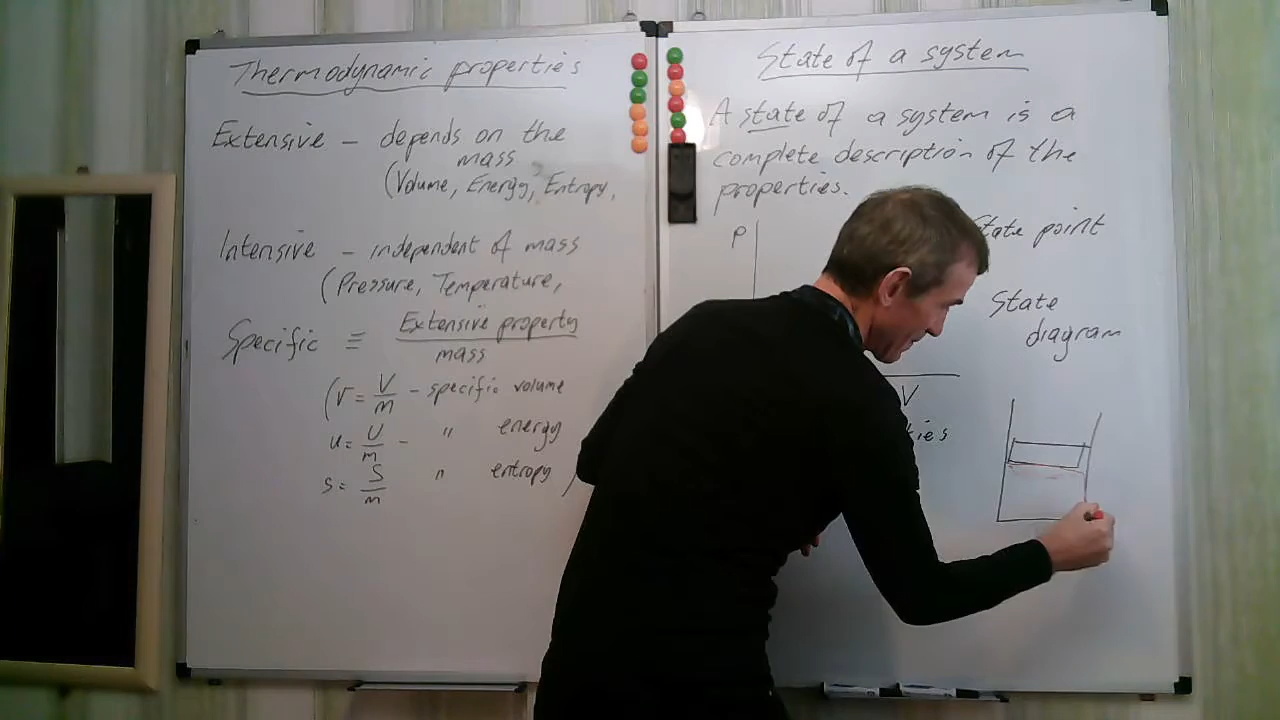 Thermodynamic properties
Extensive – depends on the
mass
(Volume, Energy, Entropy,
Intensive – independent of mass
(Pressure, Temperature,
Specific ≡ Extensive property
mass
(v = V/m – specific volume
u = U/m – " energy
s = S/m " entropy )
State of a system
A state of a system is a
complete description of the
properties.
P
State point
State
diagram
V